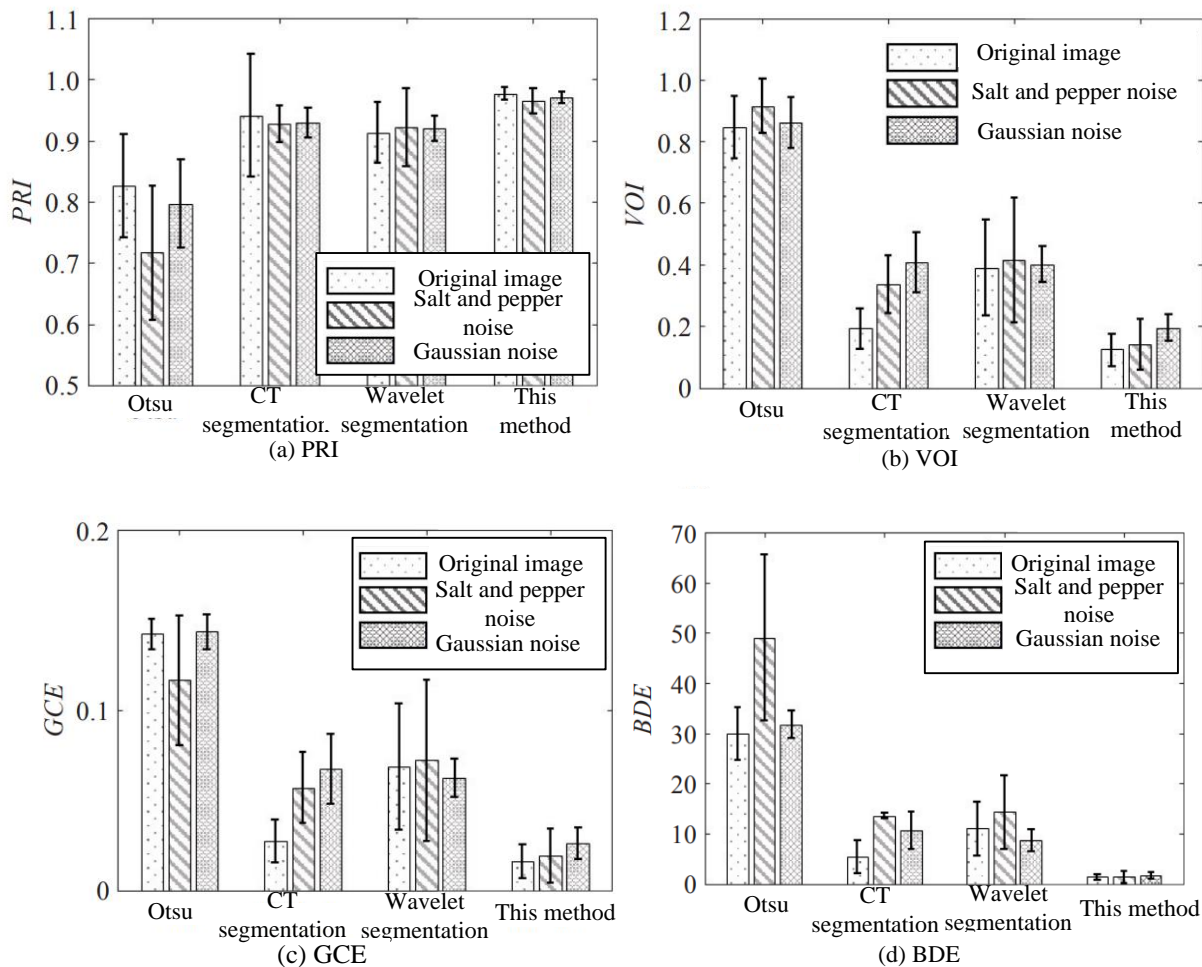 1.1
1.0
0.9
0.8
0.7
0.6
0.5
PRI
Original image
Salt and pepper
noise
Gaussian noise
Otsu
CT
segmentation
Wavelet
segmentation
This
method
(a) PRI
1.2
1.0
0.8
0.6
0.4
0.2
0
VOI
Original image
Salt and pepper noise
Gaussian noise
Otsu
CT
segmentation
Wavelet
segmentation
This
method
(b) VOI
0.2
0.1
0
GCE
Original image
Salt and pepper
noise
Gaussian noise
Otsu
CT
segmentation
Wavelet
segmentation
This method
(c) GCE
70
60
50
40
30
20
10
0
BDE
Original image
Salt and pepper
noise
Gaussian noise
Otsu
CT
segmentation
Wavelet
segmentation
This method
(d) BDE